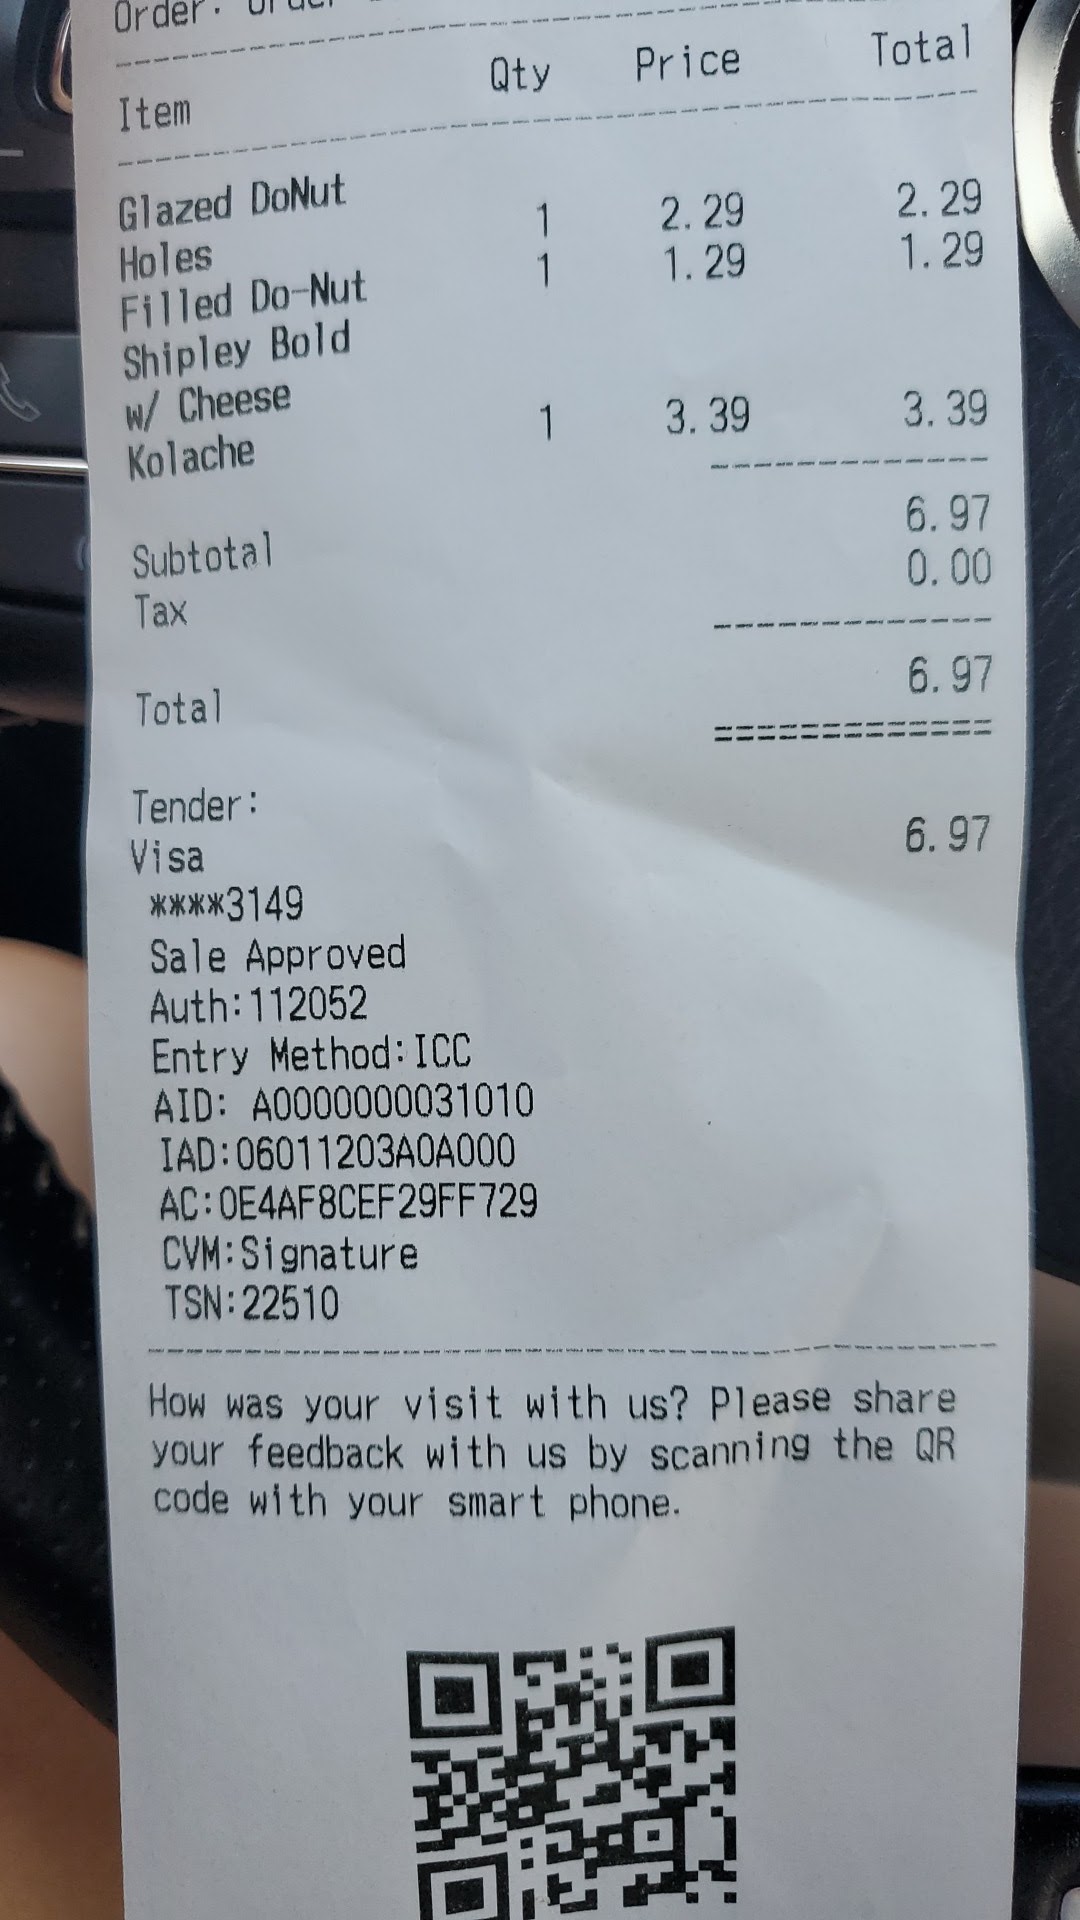 Order: Order
Item Qty Price Total
Glazed DoNut
Holes 1 2.29 2.29
Filled Do-Nut 1 1.29 1.29
Shipley Bold
w/ Cheese
Kolache 1 3.39 3.39
Subtotal 6.97
Tax 0.00
Total 6.97
Tender:
Visa 6.97
****3149
Sale Approved
Auth:112052
Entry Method:ICC
AID: A0000000031010
IAD:06011203A0A000
AC:0E4AF8CEF29FF729
CVM:Signature
TSN:22510
How was your visit with us? Please share
your feedback with us by scanning the QR
code with your smart phone.